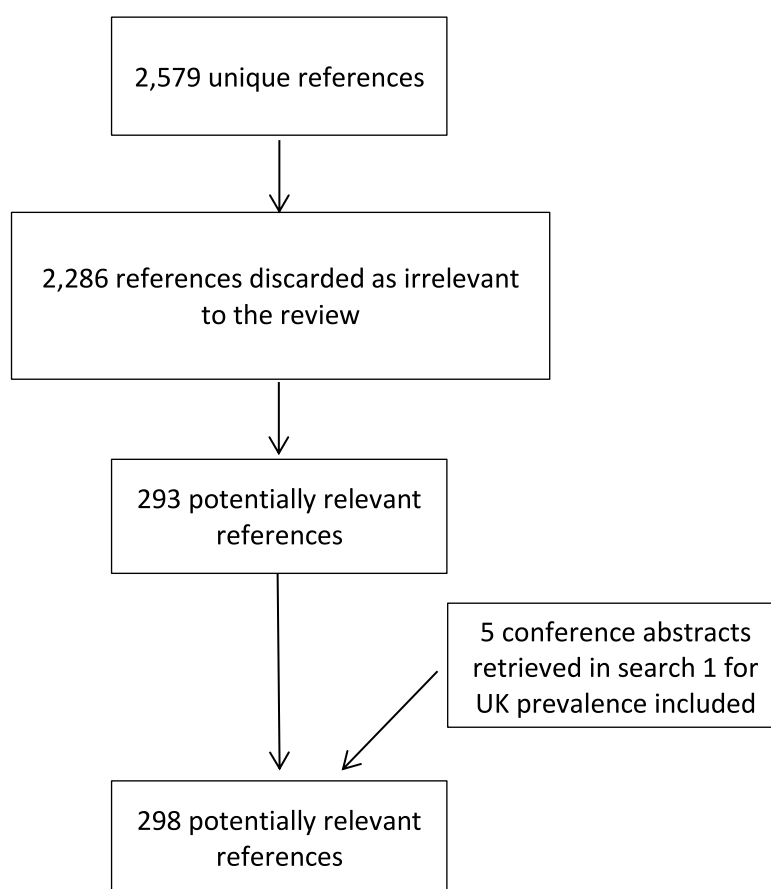 2,579 unique references
2,286 references discarded as irrelevant
to the review
293 potentially relevant
references
5 conference abstracts
retrieved in search 1 for
UK prevalence included
298 potentially relevant
references